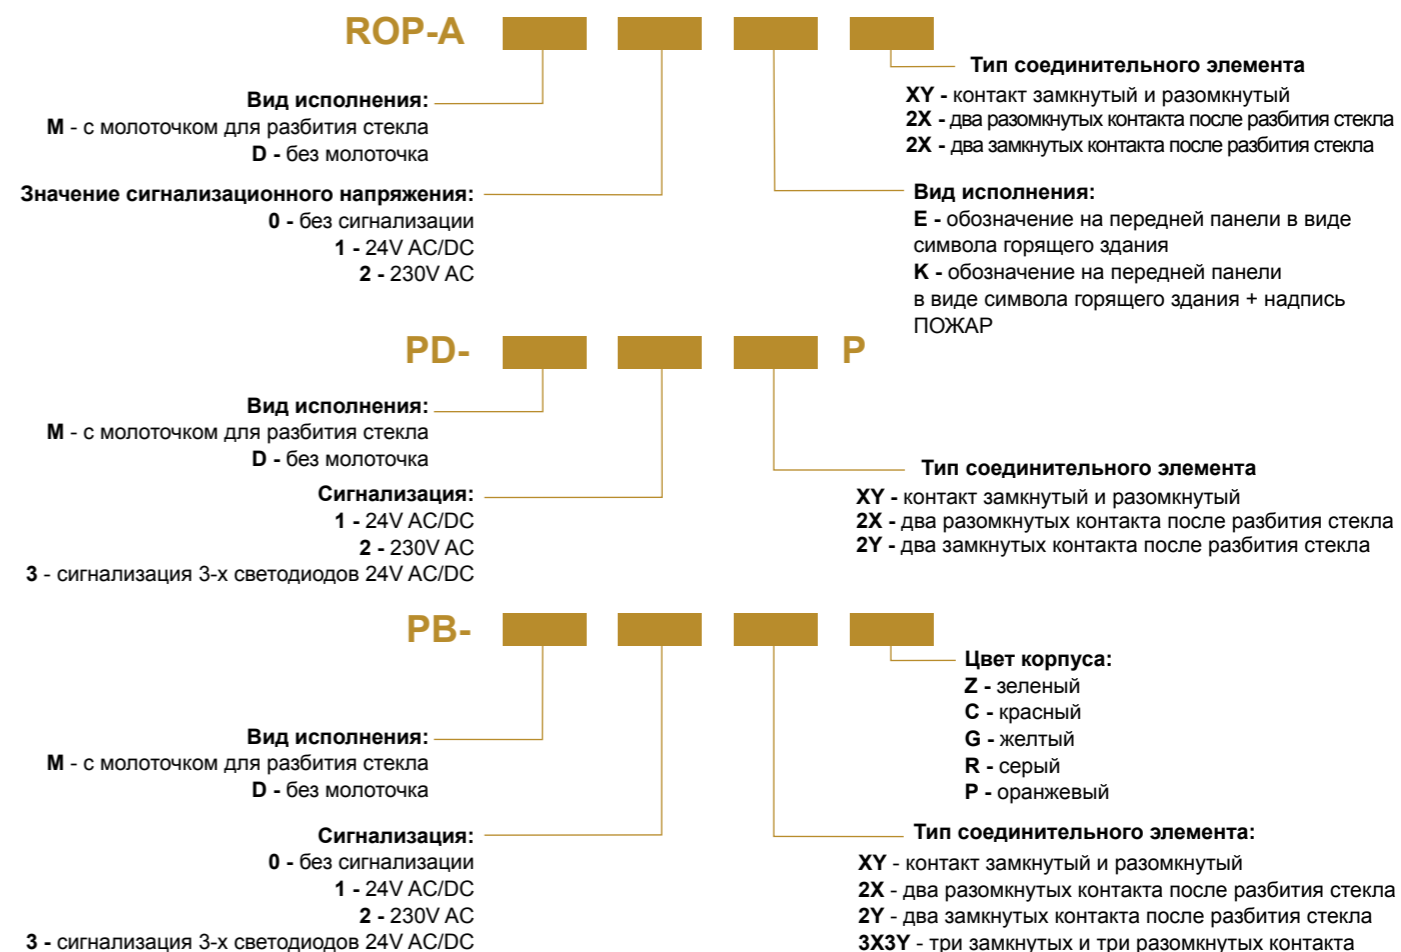 ROP-A
Вид исполнения:
M - с молоточком для разбития стекла
D - без молоточка
Значение сигнализационного напряжения:
0 - без сигнализации
1 - 24V AC/DC
2 - 230V AC
Тип соединительного элемента
XY - контакт замкнутый и разомкнутый
2X - два разомкнутых контакта после разбития стекла
2X - два замкнутых контакта после разбития стекла
Вид исполнения:
E - обозначение на передней панели в виде
символа горящего здания
K - обозначение на передней панели
в виде символа горящего здания + надпись
ПОЖАР
PD- P
Вид исполнения:
M - с молоточком для разбития стекла
D - без молоточка
Сигнализация:
1 - 24V AC/DC
2 - 230V AC
3 - сигнализация 3-х светодиодов 24V AC/DC
Тип соединительного элемента
XY - контакт замкнутый и разомкнутый
2X - два разомкнутых контакта после разбития стекла
2Y - два замкнутых контакта после разбития стекла
PB-
Вид исполнения:
M - с молоточком для разбития стекла
D - без молоточка
Сигнализация:
0 - без сигнализации
1 - 24V AC/DC
2 - 230V AC
3 - сигнализация 3-х светодиодов 24V AC/DC
Цвет корпуса:
Z - зеленый
C - красный
G - желтый
R - серый
P - оранжевый
Тип соединительного элемента:
XY - контакт замкнутый и разомкнутый
2X - два разомкнутых контакта после разбития стекла
2Y - два замкнутых контакта после разбития стекла
3X3Y - три замкнутых и три разомкнутых контакта